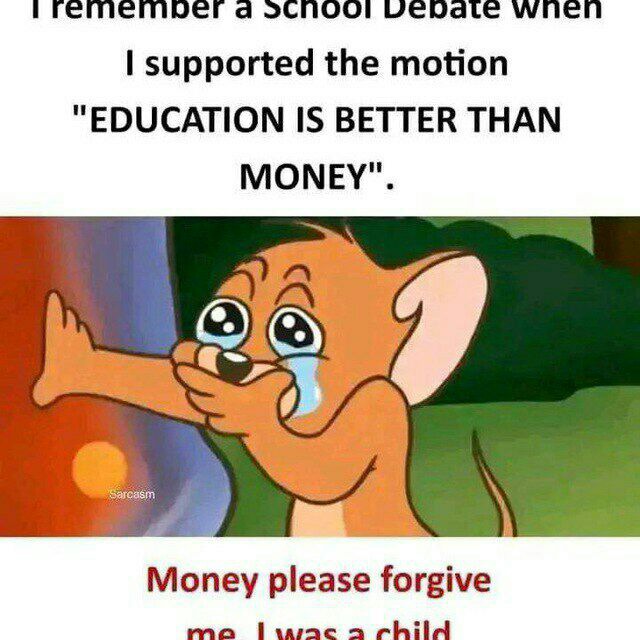 I remember a School Debate when
I supported the motion
"EDUCATION IS BETTER THAN
MONEY".
Sarcasm
Money please forgive
me, I was a child